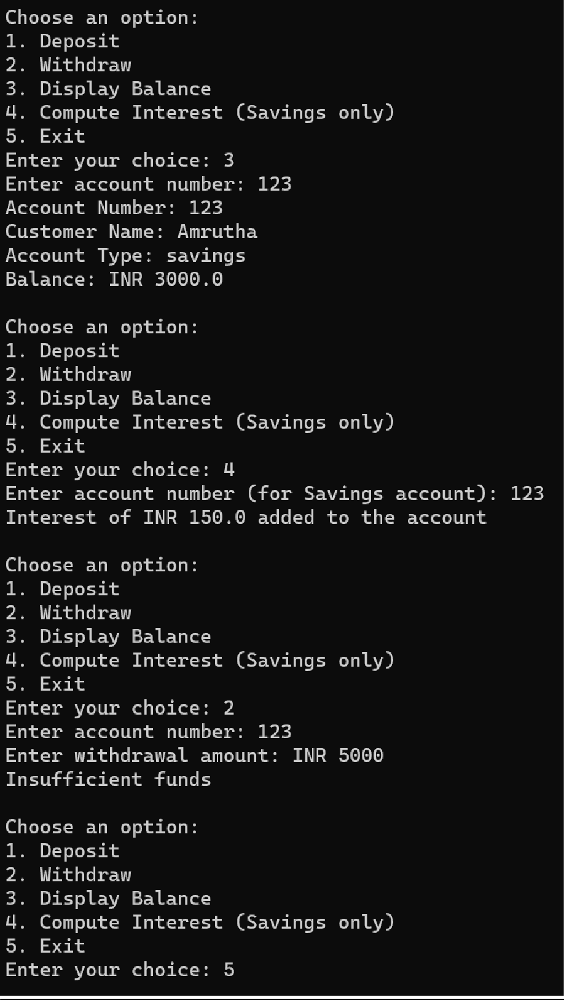 Choose an option:
1. Deposit
2. Withdraw
3. Display Balance
4. Compute Interest (Savings only)
5. Exit
Enter your choice: 3
Enter account number: 123
Account Number: 123
Customer Name: Amrutha
Account Type: savings
Balance: INR 3000.0

Choose an option:
1. Deposit
2. Withdraw
3. Display Balance
4. Compute Interest (Savings only)
5. Exit
Enter your choice: 4
Enter account number (for Savings account): 123
Interest of INR 150.0 added to the account

Choose an option:
1. Deposit
2. Withdraw
3. Display Balance
4. Compute Interest (Savings only)
5. Exit
Enter your choice: 2
Enter account number: 123
Enter withdrawal amount: INR 5000
Insufficient funds

Choose an option:
1. Deposit
2. Withdraw
3. Display Balance
4. Compute Interest (Savings only)
5. Exit
Enter your choice: 5